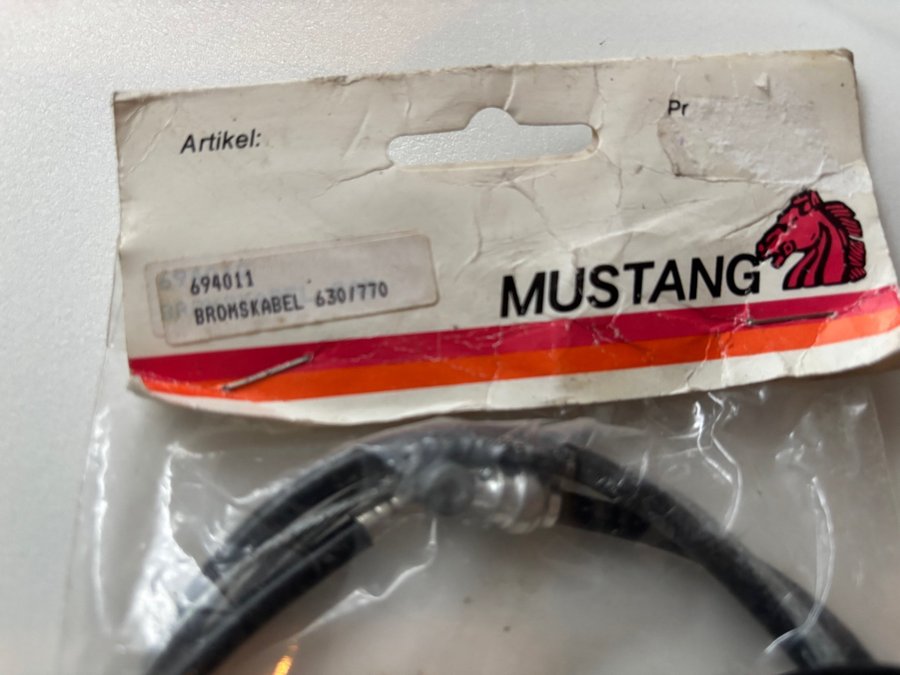 Artikel:
Pr
694011
BROMSKABEL 630/770
MUSTANG